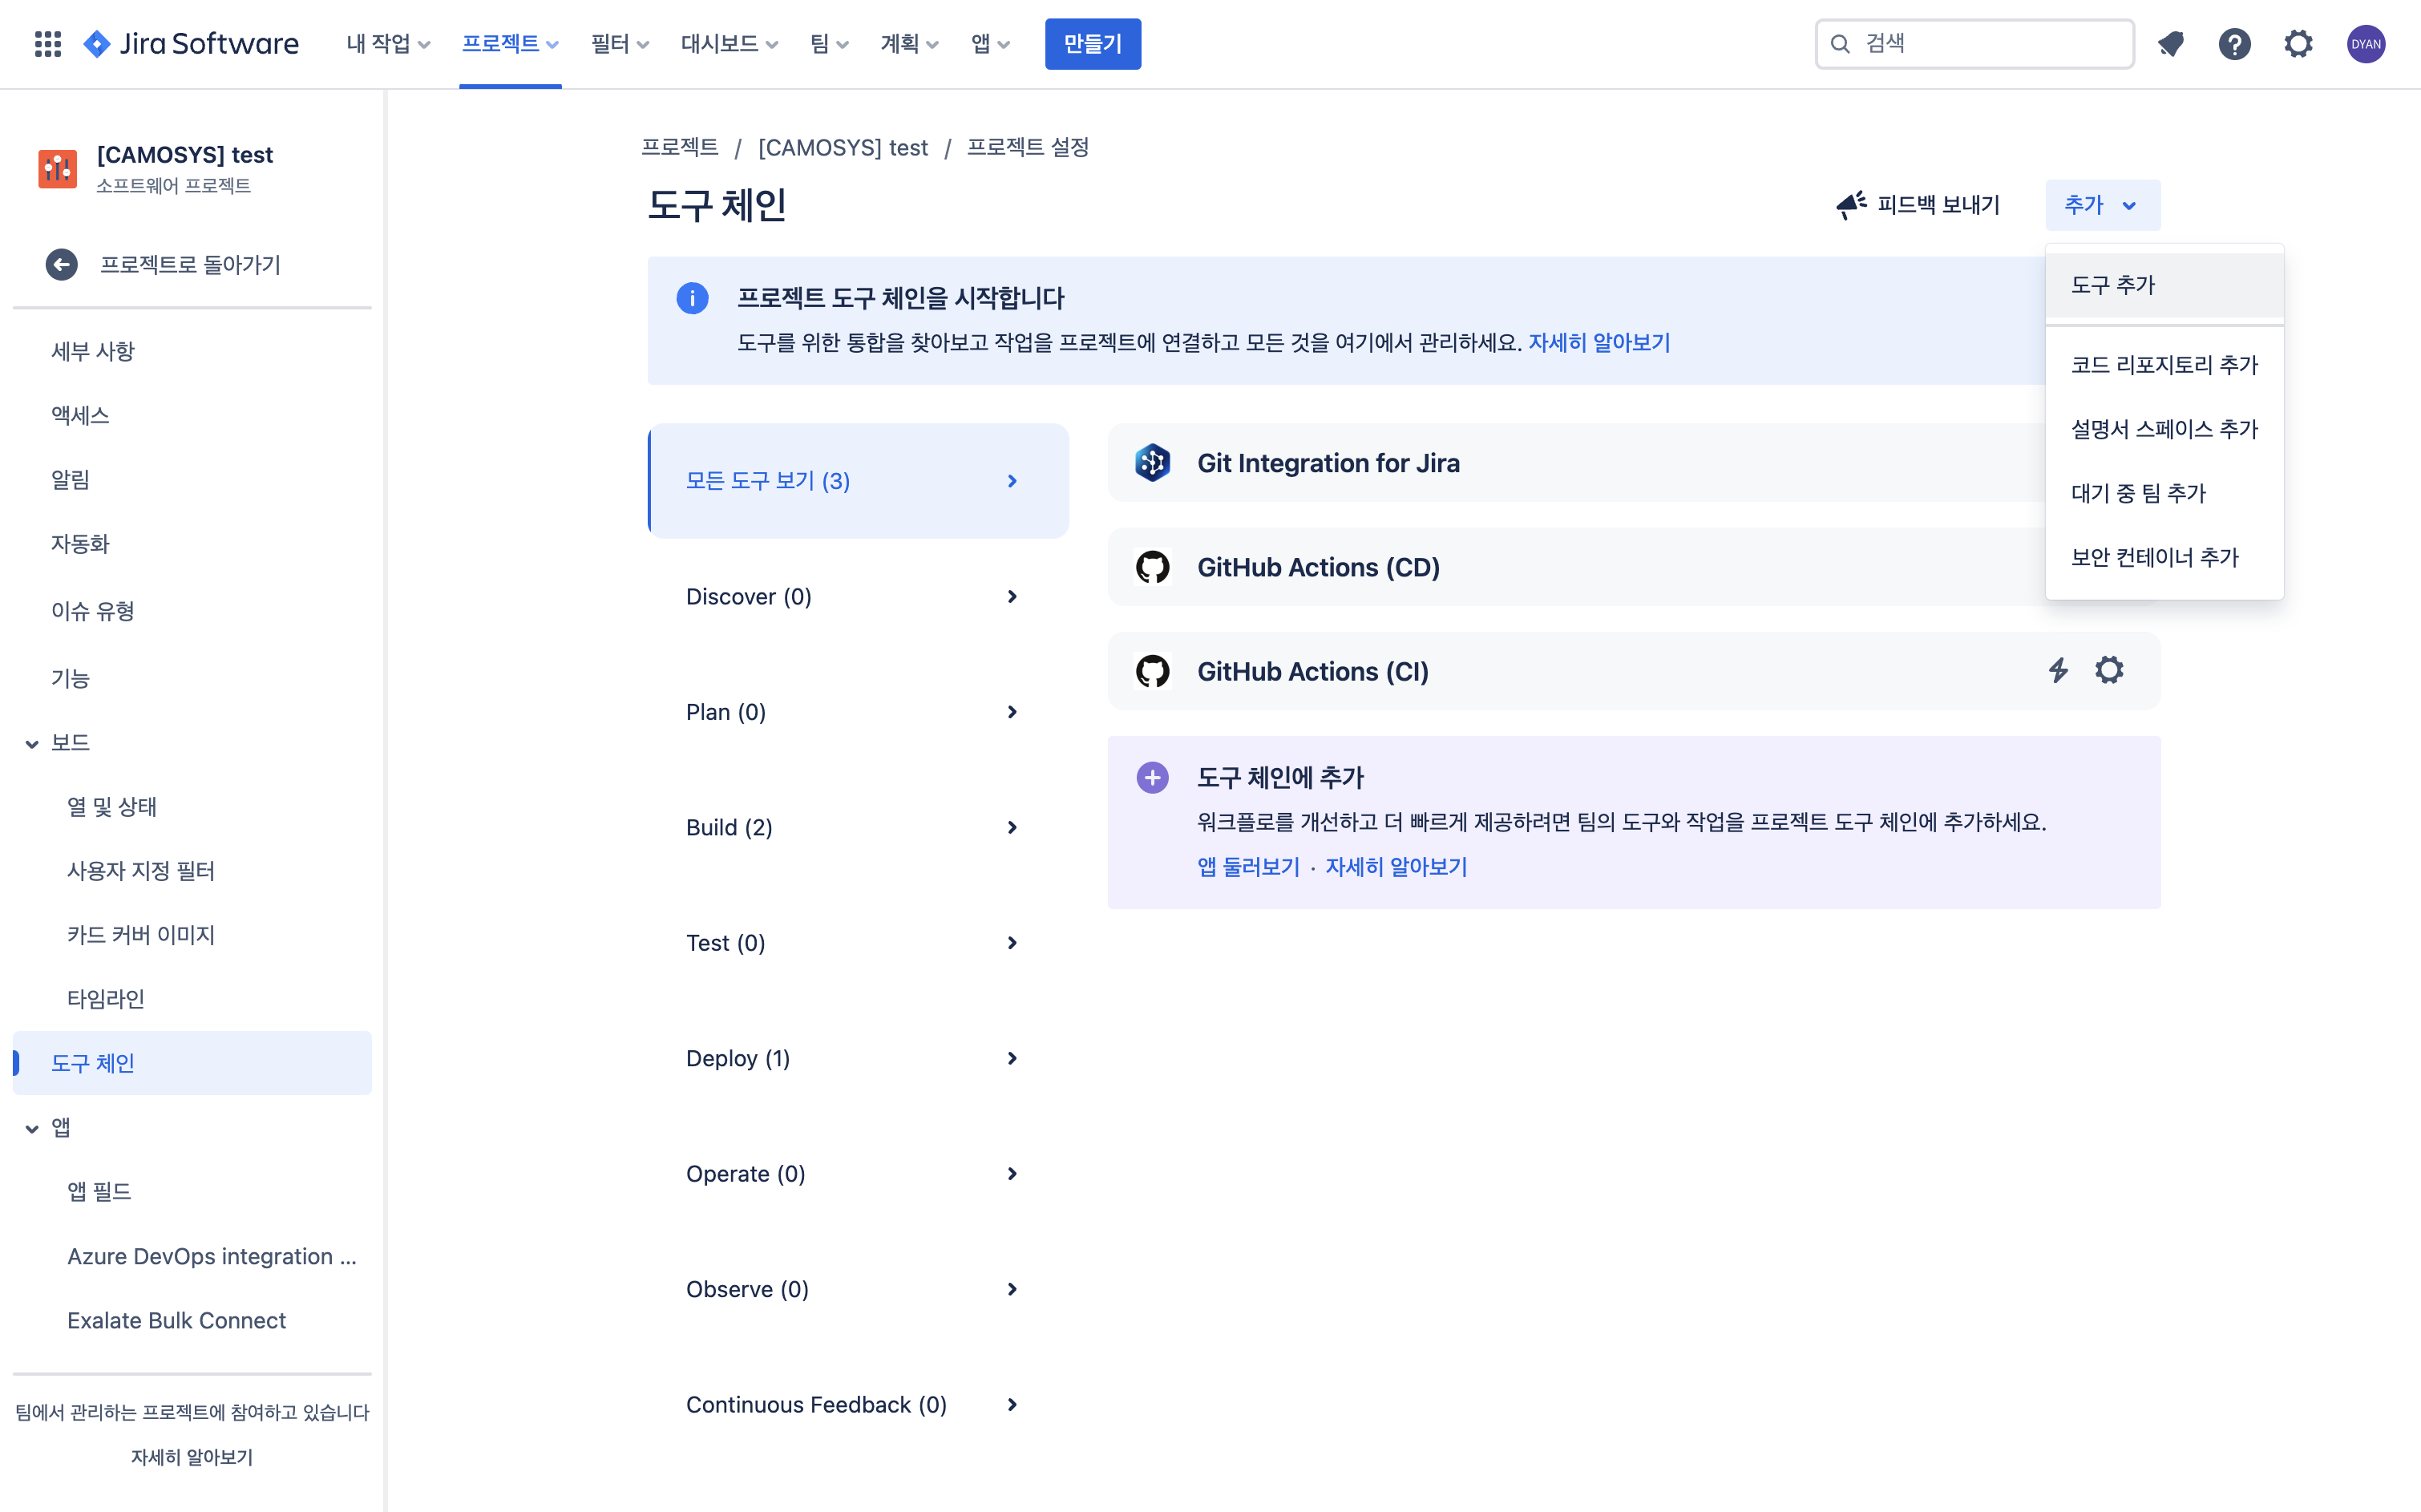 Jira Software
내 작업
프로젝트
필터
대시보드
팀
계획
앱
만들기
검색
DYAN
[CAMOSYS] test
소프트웨어 프로젝트
프로젝트로 돌아가기
세부 사항
액세스
알림
자동화
이슈 유형
기능
보드
열 및 상태
사용자 지정 필터
카드 커버 이미지
타임라인
도구 체인
앱
앱 필드
Azure DevOps integration ...
Exalate Bulk Connect
팀에서 관리하는 프로젝트에 참여하고 있습니다
자세히 알아보기
프로젝트 / [CAMOSYS] test / 프로젝트 설정
도구 체인
피드백 보내기
추가
도구 추가
코드 리포지토리 추가
설명서 스페이스 추가
대기 중 팀 추가
보안 컨테이너 추가
프로젝트 도구 체인을 시작합니다
도구를 위한 통합을 찾아보고 작업을 프로젝트에 연결하고 모든 것을 여기에서 관리하세요. 자세히 알아보기
모든 도구 보기 (3)
Discover (0)
Plan (0)
Build (2)
Test (0)
Deploy (1)
Operate (0)
Observe (0)
Continuous Feedback (0)
Git Integration for Jira
GitHub Actions (CD)
GitHub Actions (CI)
도구 체인에 추가
워크플로를 개선하고 더 빠르게 제공하려면 팀의 도구와 작업을 프로젝트 도구 체인에 추가하세요.
앱 둘러보기 · 자세히 알아보기